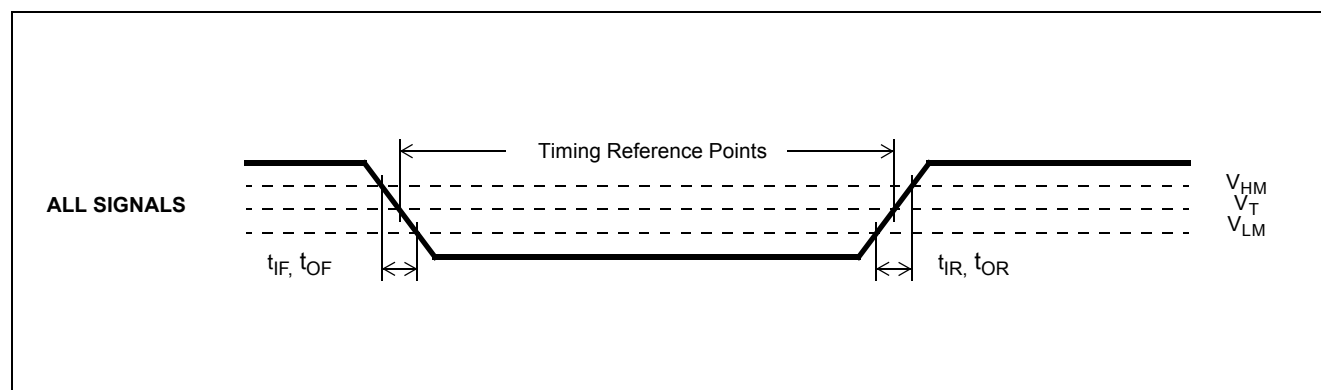 Timing Reference Points
V_HM
ALL SIGNALS
V_T
V_LM
t_IF, t_OF
t_IR, t_OR